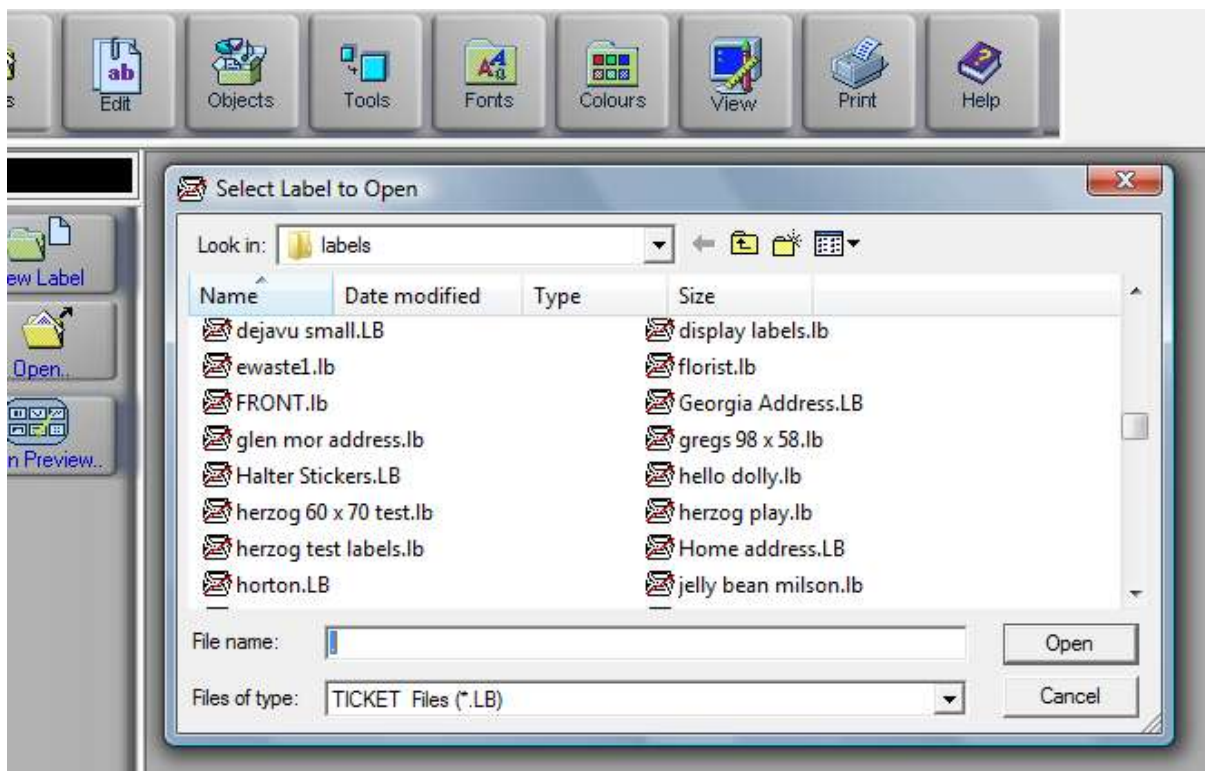 s
ab
Edit
Objects
Tools
Fonts
Colours
View
Print
Help
Select Label to Open
Look in: labels
ew Label
Open..
n Preview..
Name Date modified Type Size
dejavu small.LB display labels.lb
ewaste1.lb florist.lb
FRONT.lb Georgia Address.LB
glen mor address.lb gregs 98 x 58.lb
Halter Stickers.LB hello dolly.lb
herzog 60 x 70 test.lb herzog play.lb
herzog test labels.lb Home address.LB
horton.LB jelly bean milson.lb
File name: . Open
Files of type: TICKET Files (*.LB) Cancel